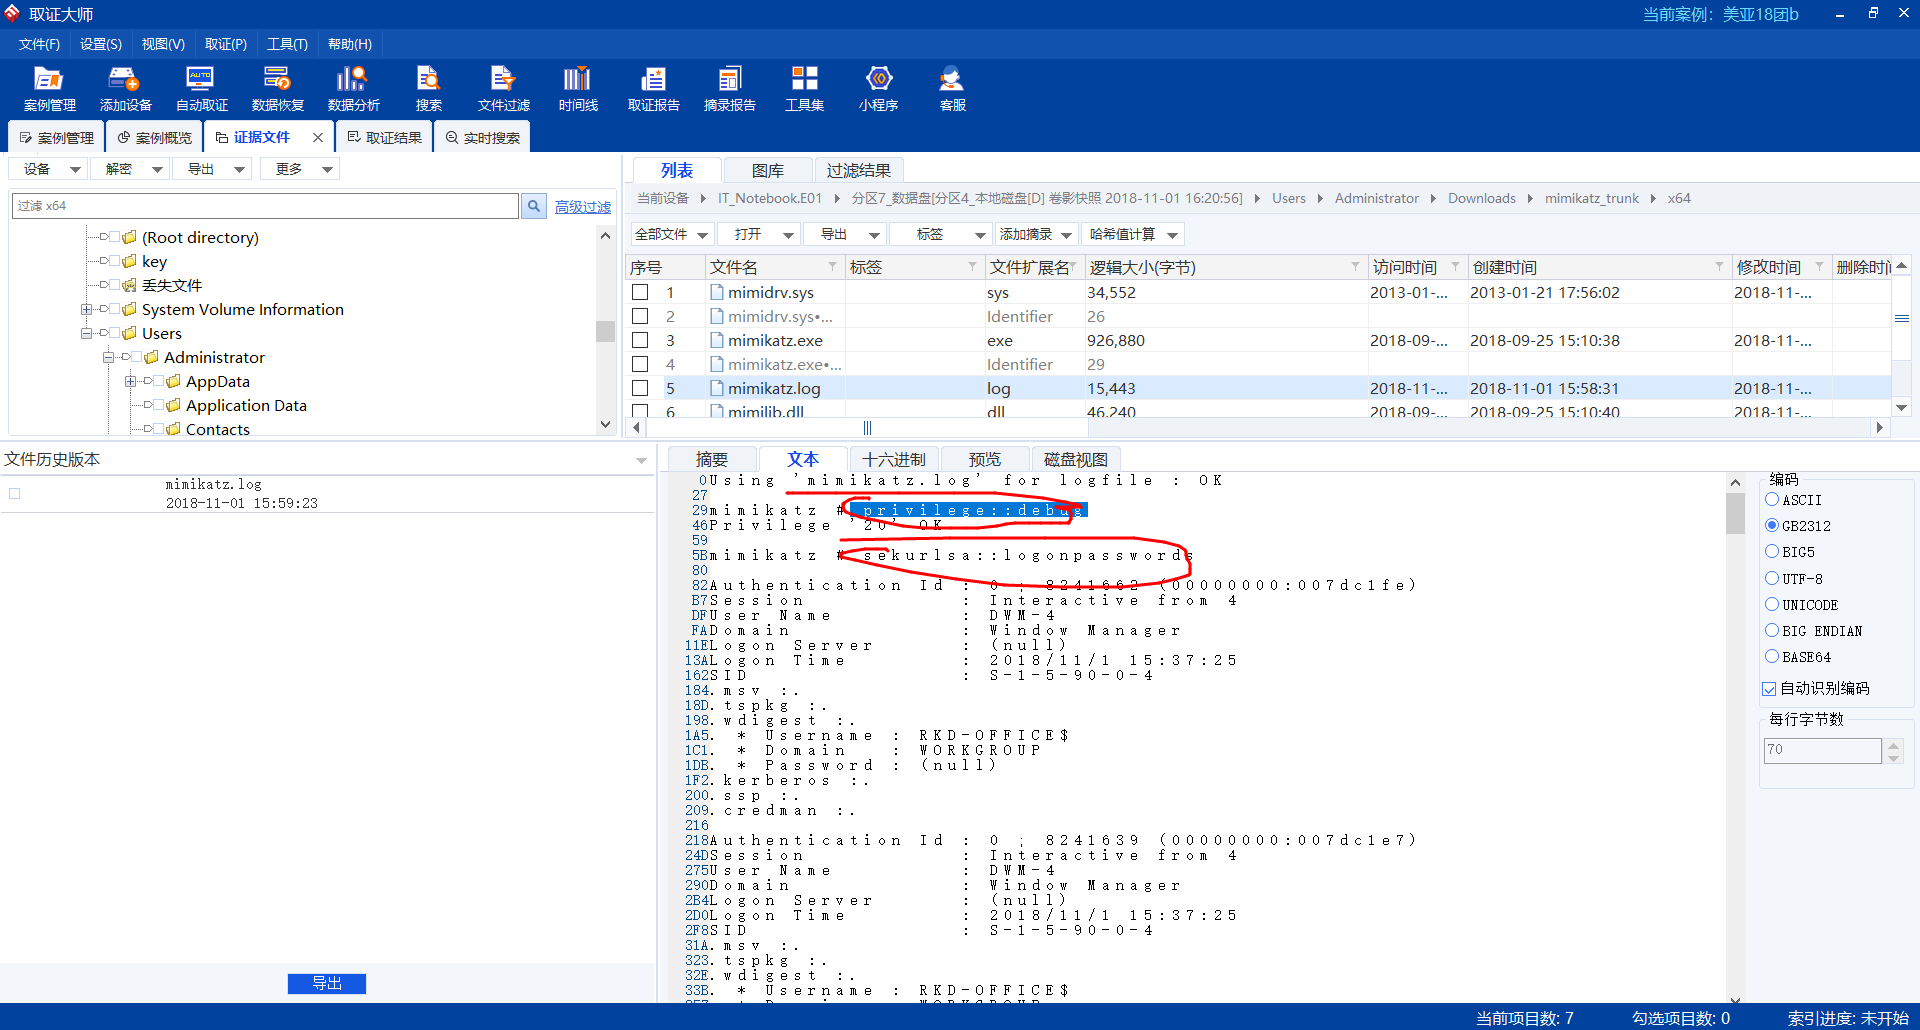 取证大师
当前案例：美亚18团b
文件(F) 设置(S) 视图(V) 取证(P) 工具(T) 帮助(H)
案例管理 添加设备 自动取证 数据恢复 数据分析 搜索 文件过滤 时间线 取证报告 摘录报告 工具集 小程序 客服
案例管理 案例概览 证据文件 取证结果 实时搜索
设备 解密 导出 更多
过滤 x64
高级过滤
(Root directory)
key
丢失文件
System Volume Information
Users
Administrator
AppData
Application Data
Contacts
列表 图库 过滤结果
当前设备 IT_Notebook.E01 分区7_数据盘[分区4_本地磁盘[D] 卷影快照 2018-11-01 16:20:56] Users Administrator Downloads mimikatz_trunk x64
全部文件 打开 导出 标签 添加摘录 哈希值计算
序号 文件名 标签 文件扩展名 逻辑大小(字节) 访问时间 创建时间 修改时间 删除时间
1 mimidrv.sys sys 34,552 2013-01-... 2013-01-21 17:56:02 2018-11-...
2 mimidrv.sys•... Identifier 26
3 mimikatz.exe exe 926,880 2018-09-... 2018-09-25 15:10:38 2018-11-...
4 mimikatz.exe•... Identifier 29
5 mimikatz.log log 15,443 2018-11-... 2018-11-01 15:58:31 2018-11-...
6 mimilib.dll dll 46,240 2018-09-... 2018-09-25 15:10:40 2018-11-...
文件历史版本
mimikatz.log
2018-11-01 15:59:23
导出
摘要 文本 十六进制 预览 磁盘视图
0Using 'mimikatz.log' for logfile : OK
27
29mimikatz # privilege::debug
46Privilege '20' OK
59
5Bmimikatz # sekurlsa::logonpasswords
80
82Authentication Id : 0 ; 8241662 (00000000:007dc1fe)
B7Session : Interactive from 4
DFUser Name : DWM-4
FADomain : Window Manager
11ELogon Server : (null)
13ALogon Time : 2018/11/1 15:37:25
162SID : S-1-5-90-0-4
184.msv :.
18D.tspkg :.
198.wdigest :.
1A5. * Username : RKD-OFFICE$
1C1. * Domain : WORKGROUP
1DB. * Password : (null)
1F2.kerberos :.
200.ssp :.
209.credman :.
216
218Authentication Id : 0 ; 8241639 (00000000:007dc1e7)
24DSession : Interactive from 4
275User Name : DWM-4
290Domain : Window Manager
2B4Logon Server : (null)
2D0Logon Time : 2018/11/1 15:37:25
2F8SID : S-1-5-90-0-4
31A.msv :.
323.tspkg :.
32E.wdigest :.
33B. * Username : RKD-OFFICE$
编码
ASCII
GB2312
BIG5
UTF-8
UNICODE
BIG ENDIAN
BASE64
自动识别编码
每行字节数
70
当前项目数: 7 勾选项目数: 0 索引进度: 未开始